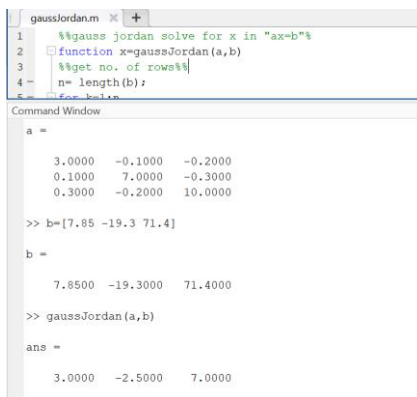 gaussJordan.m × +
1 %%gauss jordan solve for x in "ax=b"%
2 function x=gaussJordan(a,b)
3 %%get no. of rows%%
4 - n= length(b);
5 - for k=1:n
Command Window
a =
3.0000 -0.1000 -0.2000
0.1000 7.0000 -0.3000
0.3000 -0.2000 10.0000
>> b=[7.85 -19.3 71.4]
b =
7.8500 -19.3000 71.4000
>> gaussJordan(a,b)
ans =
3.0000 -2.5000 7.0000